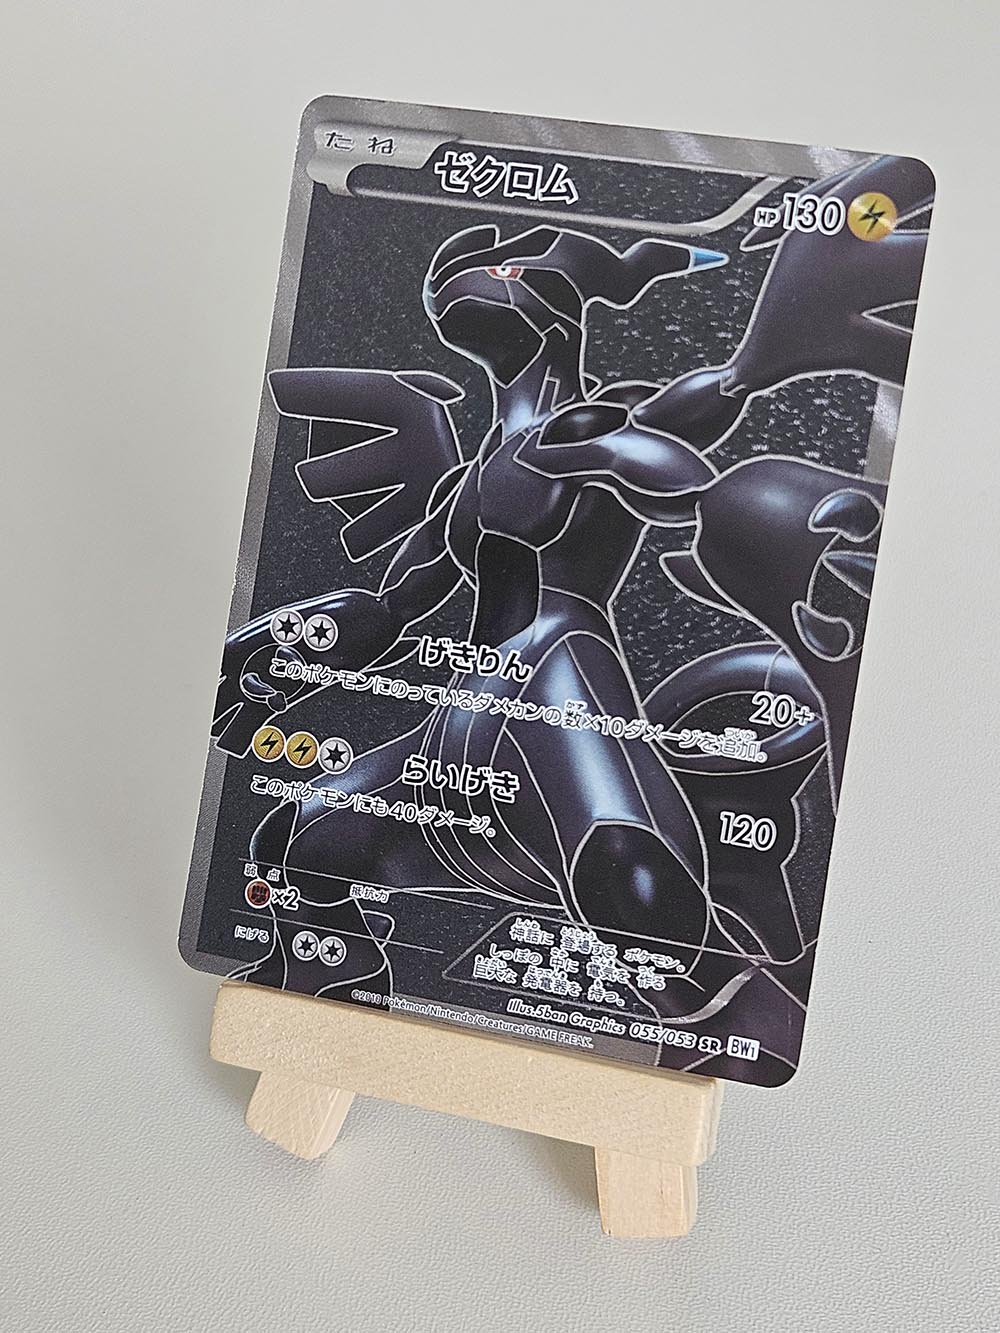 たね
ゼクロム
HP130
げきりん
20+
このポケモンにのっているダメカンの数×10ダメージを追加。
らいげき
120
このポケモンにも40ダメージ。
弱点
×2
抵抗力
にげる
神話に登場するポケモン。
しっぽの中に電気を作る
巨大な発電器を持つ。
Illus.5ban Graphics 055/053 SR BW1
©2010 Pokémon/Nintendo/Creatures/GAME FREAK.